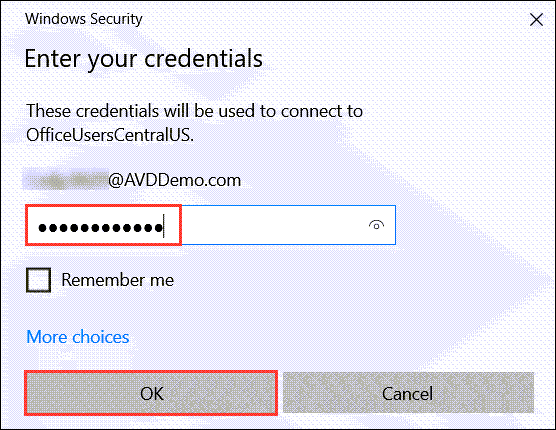 Windows Security
Enter your credentials
These credentials will be used to connect to
OfficeUsersCentralUS.
@AVDDemo.com
●●●●●●●●●●●●
Remember me
More choices
OK
Cancel